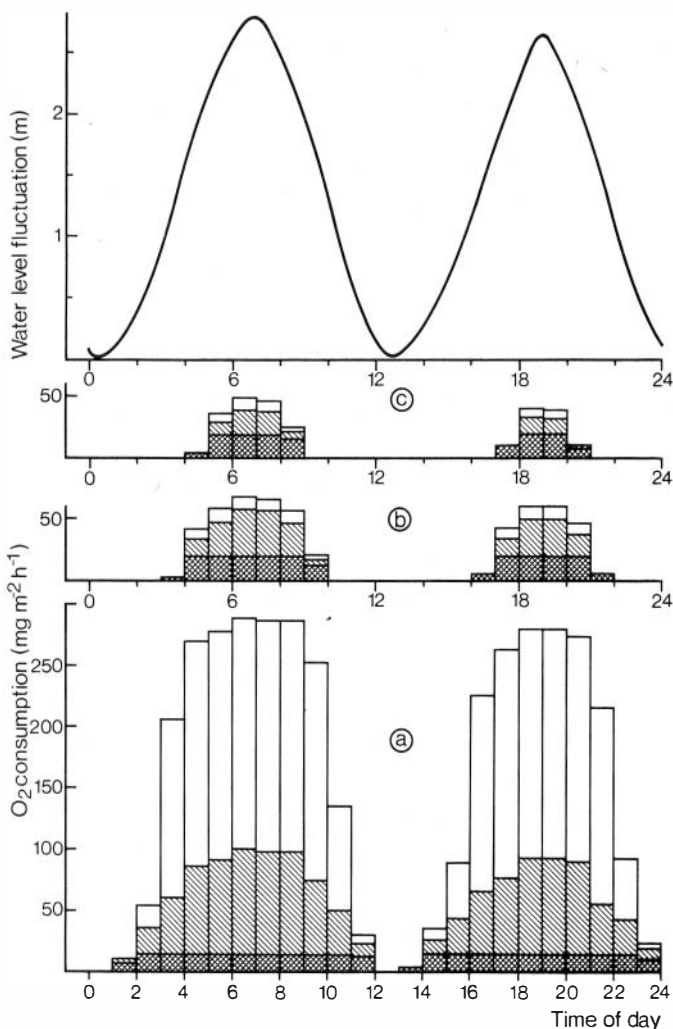 Water level fluctuation (m)
2
1
0 6 12 18 24
50
c
0 6 12 18 24
50
b
0 6 12 18 24
O₂ consumption (mg m⁻² h⁻¹)
250
200
150
100
50
a
0 2 4 6 8 10 12 14 16 18 20 22 24
Time of day